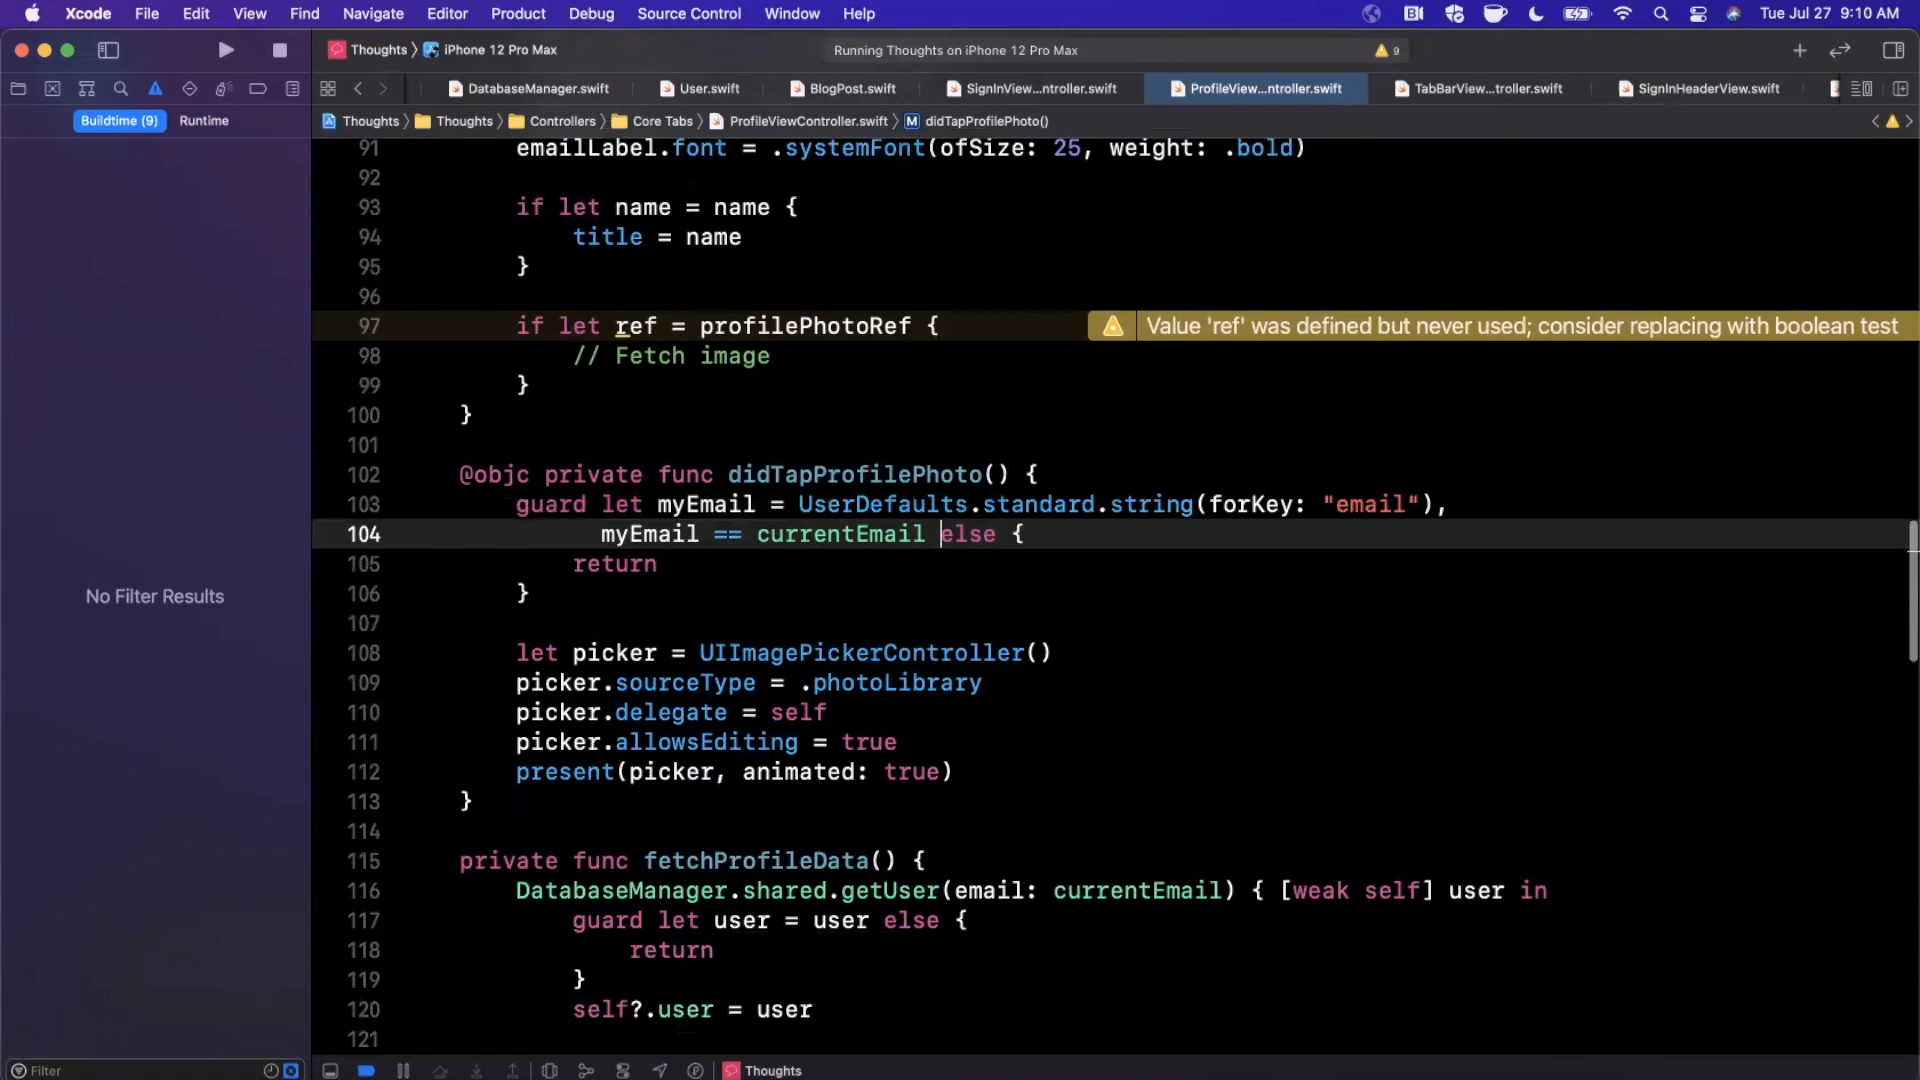 Xcode File Edit View Find Navigate Editor Product Debug Source Control Window Help Tue Jul 27 9:10 AM
Thoughts iPhone 12 Pro Max Running Thoughts on iPhone 12 Pro Max 9
DatabaseManager.swift User.swift BlogPost.swift SignInView...ntroller.swift ProfileView...ntroller.swift TabBarView...troller.swift SignInHeaderView.swift
Buildtime (9) Runtime
Thoughts Thoughts Controllers Core Tabs ProfileViewController.swift M didTapProfilePhoto()
91 emailLabel.font = .systemFont(ofSize: 25, weight: .bold)
92
93 if let name = name {
94 title = name
95 }
96
97 if let ref = profilePhotoRef { Value 'ref' was defined but never used; consider replacing with boolean test
98 // Fetch image
99 }
100 }
101
102 @objc private func didTapProfilePhoto() {
103 guard let myEmail = UserDefaults.standard.string(forKey: "email"),
104 myEmail == currentEmail else {
105 return
106 }
107
108 let picker = UIImagePickerController()
109 picker.sourceType = .photoLibrary
110 picker.delegate = self
111 picker.allowsEditing = true
112 present(picker, animated: true)
113 }
114
115 private func fetchProfileData() {
116 DatabaseManager.shared.getUser(email: currentEmail) { [weak self] user in
117 guard let user = user else {
118 return
119 }
120 self?.user = user
121
No Filter Results
Filter
Thoughts